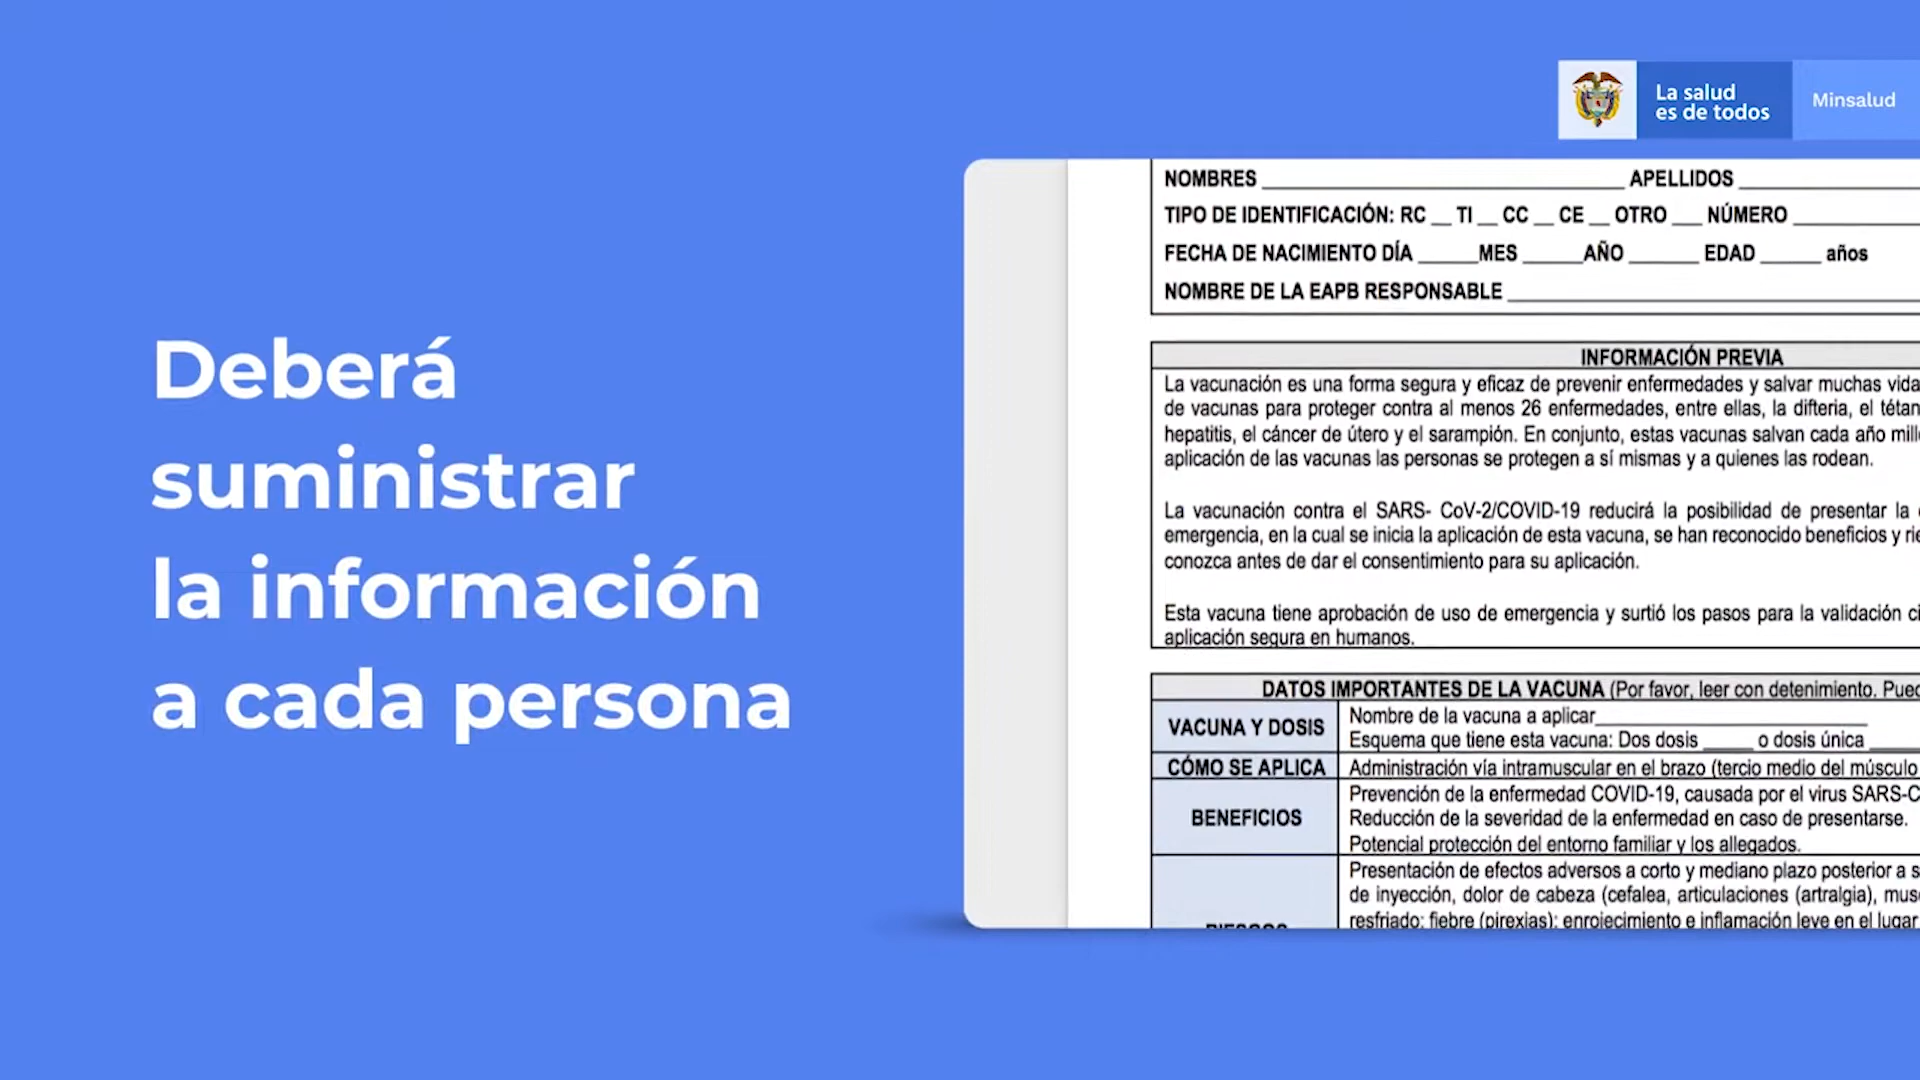 La salud
es de todos
Minsalud
Deberá
suministrar
la información
a cada persona
NOMBRES APELLIDOS
TIPO DE IDENTIFICACIÓN: RC __ TI __ CC __ CE __ OTRO ___ NÚMERO
FECHA DE NACIMIENTO DÍA ______MES ______AÑO _______ EDAD ______ años
NOMBRE DE LA EAPB RESPONSABLE
INFORMACIÓN PREVIA
La vacunación es una forma segura y eficaz de prevenir enfermedades y salvar muchas
de vacunas para proteger contra al menos 26 enfermedades, entre ellas, la difteria, el
hepatitis, el cáncer de útero y el sarampión. En conjunto, estas vacunas salvan cada año
aplicación de las vacunas las personas se protegen a sí mismas y a quienes las rodean.
La vacunación contra el SARS- CoV-2/COVID-19 reducirá la posibilidad de presentar la
emergencia, en la cual se inicia la aplicación de esta vacuna, se han reconocido beneficios y
conozca antes de dar el consentimiento para su aplicación.
Esta vacuna tiene aprobación de uso de emergencia y surtió los pasos para la validación
aplicación segura en humanos.
DATOS IMPORTANTES DE LA VACUNA (Por favor, leer con detenimiento.
VACUNA Y DOSIS
Nombre de la vacuna a aplicar
Esquema que tiene esta vacuna: Dos dosis _____ o dosis única _____
CÓMO SE APLICA
Administración vía intramuscular en el brazo (tercio medio del músculo
BENEFICIOS
Prevención de la enfermedad COVID-19, causada por el virus
Reducción de la severidad de la enfermedad en caso de presentarse.
Potencial protección del entorno familiar y los allegados.
RIESGOS
Presentación de efectos adversos a corto y mediano plazo posterior a
de inyección, dolor de cabeza (cefalea, articulaciones (artralgia),
resfriado; fiebre (pirexias); enrojecimiento e inflamación leve en el lugar